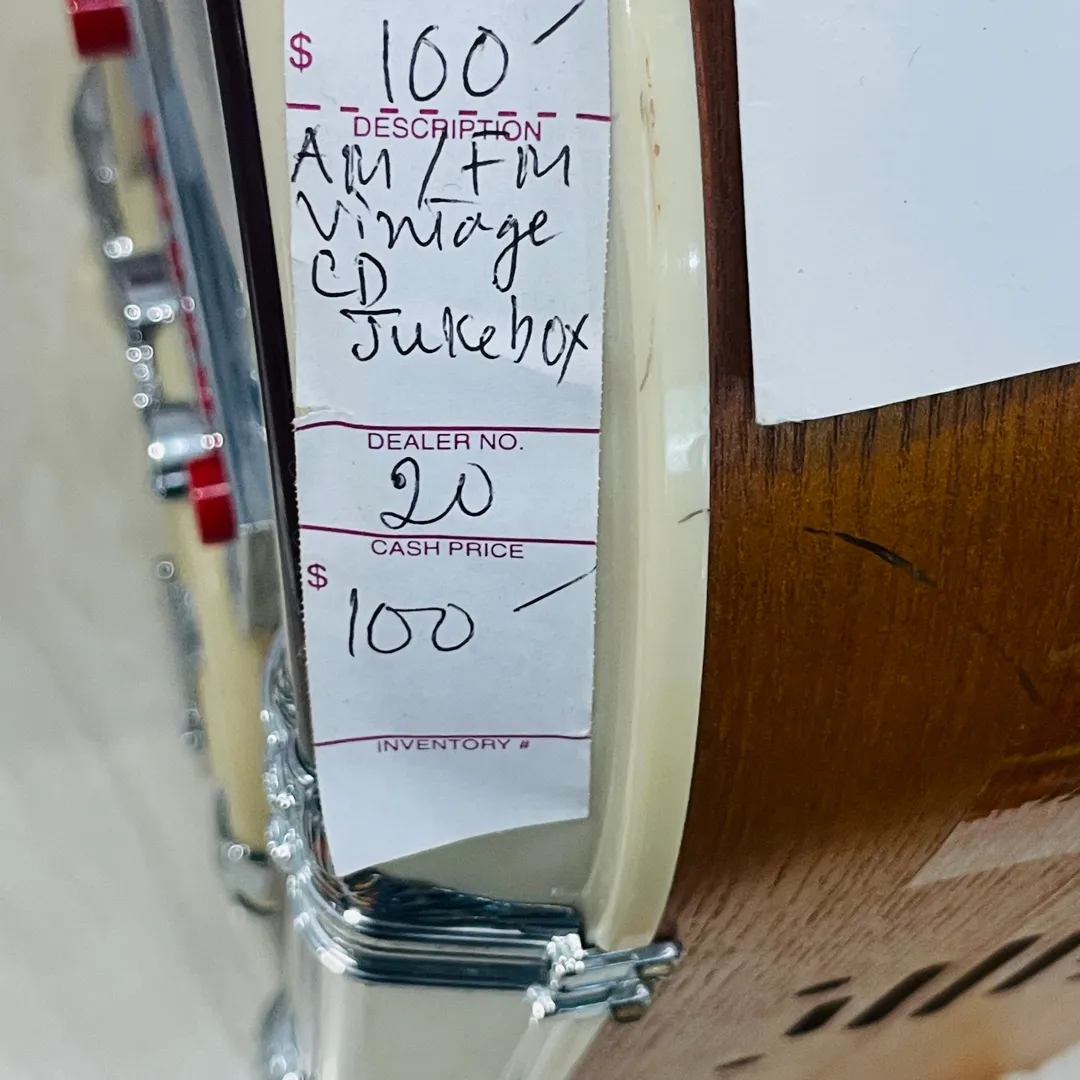 $ 100
DESCRIPTION
AM/FM
Vintage
CD
Jukebox
DEALER NO.
20
CASH PRICE
$ 100
INVENTORY #